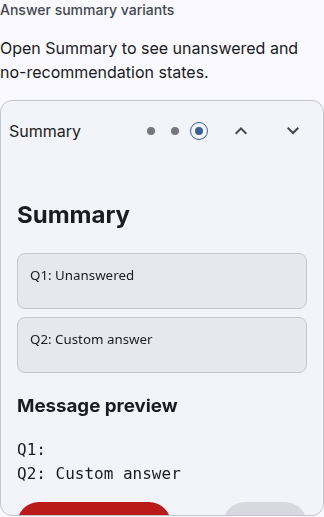 Answer summary variants
Open Summary to see unanswered and
no-recommendation states.
Summary
Summary
Q1: Unanswered
Q2: Custom answer
Message preview
Q1:
Q2: Custom answer